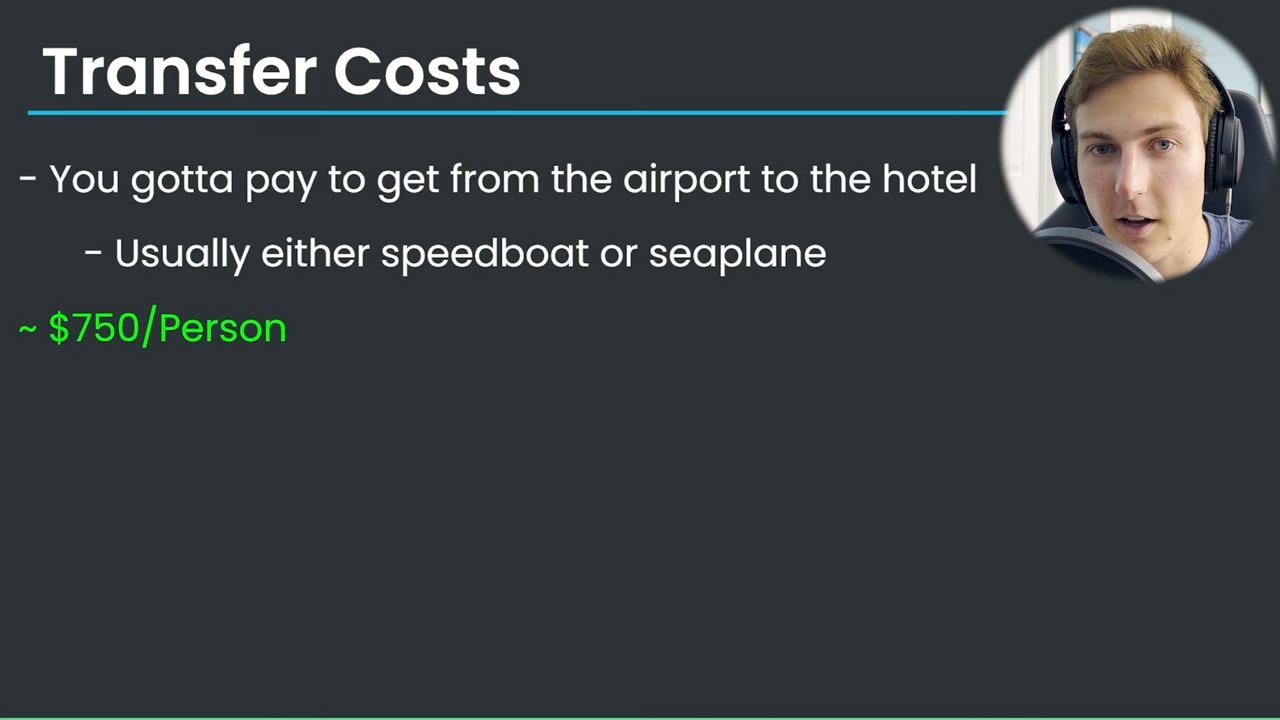 Transfer Costs
- You gotta pay to get from the airport to the hotel
- Usually either speedboat or seaplane
~ $750/Person